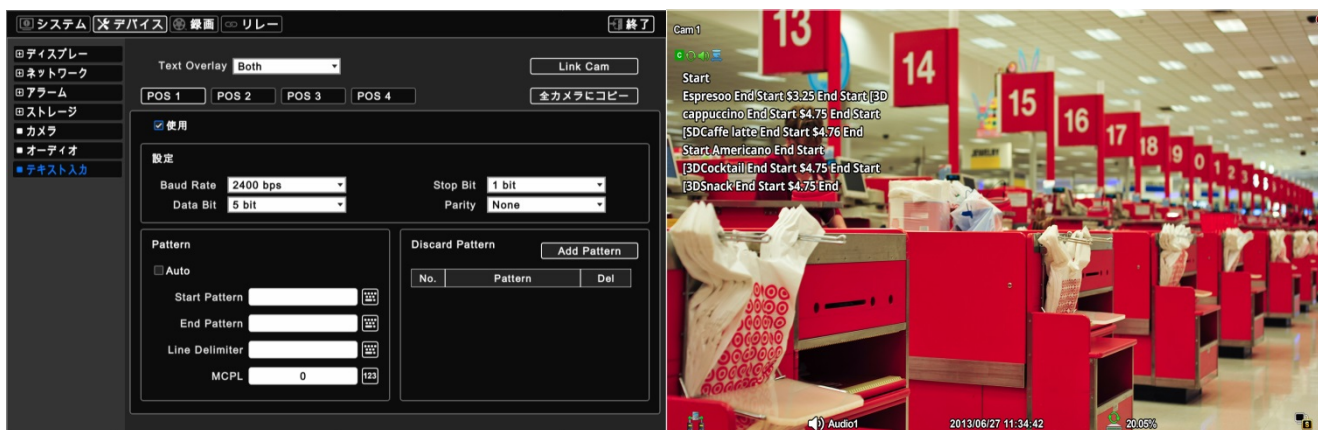 システム デバイス 録画 リレー 終了
ディスプレー
ネットワーク
アラーム
ストレージ
カメラ
オーディオ
テキスト入力
Text Overlay Both Link Cam
POS 1 POS 2 POS 3 POS 4 全カメラにコピー
使用
設定
Baud Rate 2400 bps Stop Bit 1 bit
Data Bit 5 bit Parity None
Pattern
Auto
Start Pattern
End Pattern
Line Delimiter
MCPL 0 123
Discard Pattern Add Pattern
No. Pattern Del
Cam 1
C
Start
Espresoo End Start $3.25 End Start [3D
cappuccino End Start $4.75 End Start
[SDCaffe latte End Start $4.76 End
Start Americano End Start
[3DCocktail End Start $4.75 End Start
[3DSnack End Start $4.75 End
13
14
15
16
17
18
9
0
1
2
3
JEWELRY
Audio1 2013/06/27 11:34:42 20.05% S